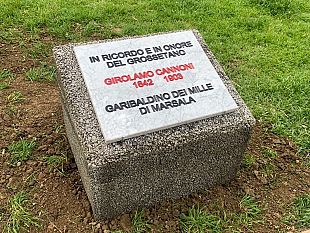 IN RICORDO E IN ONORE
DEL GROSSETANO
GIROLAMO CANNONI
1842 1903
GARIBALDINO DEI MILLE
DI MARSALA